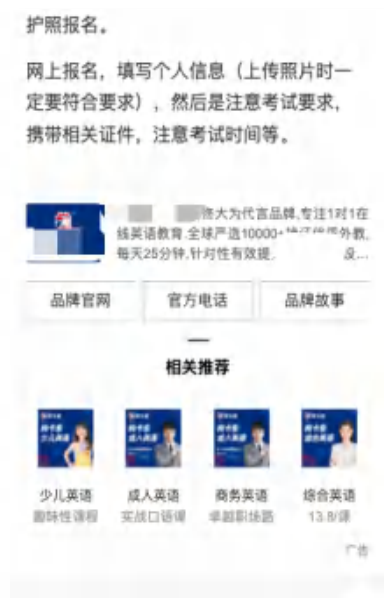 护照报名。
网上报名，填写个人信息（上传照片时一
定要符合要求），然后是注意考试要求，
携带相关证件，注意考试时间等。
大为代言品牌,专注1对1在
线英语教育.全球严选10000+ 外教,
每天25分钟,针对性有效提
品牌官网 官方电话 品牌故事
相关推荐
少儿英语 成人英语 商务英语 综合英语
趣味性课程 实战口语课 卓越职场路 13.8/课
广告